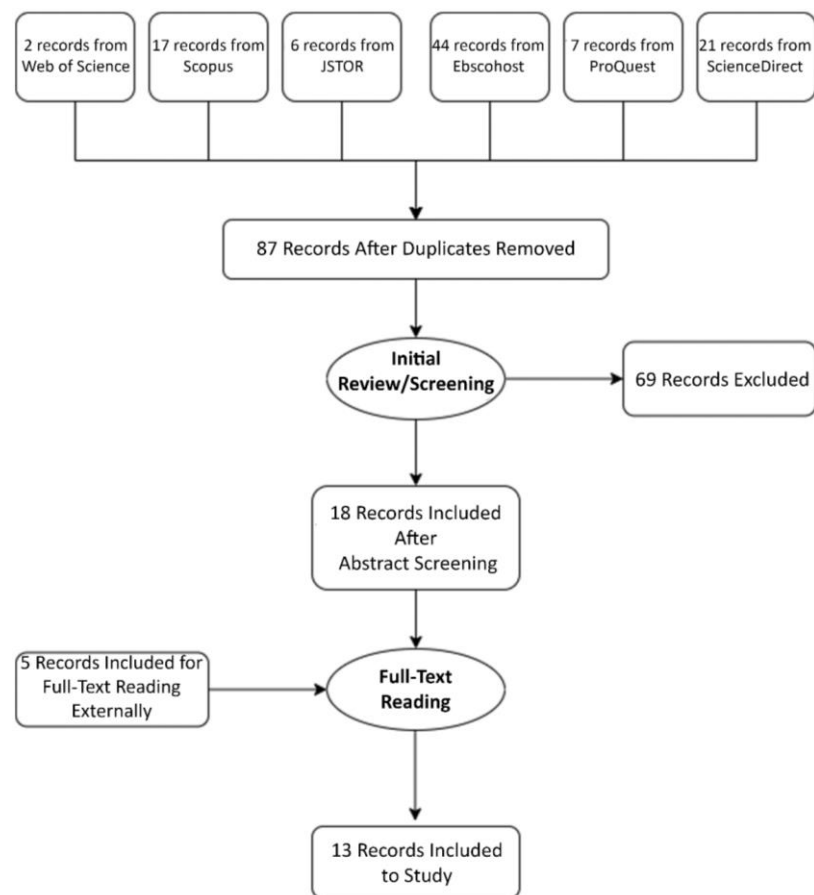 2 records from
Web of Science
17 records from
Scopus
6 records from
JSTOR
44 records from
Ebscohost
7 records from
ProQuest
21 records from
ScienceDirect
87 Records After Duplicates Removed
Initial
Review/Screening
69 Records Excluded
18 Records Included
After
Abstract Screening
5 Records Included for
Full-Text Reading
Externally
Full-Text
Reading
13 Records Included
to Study